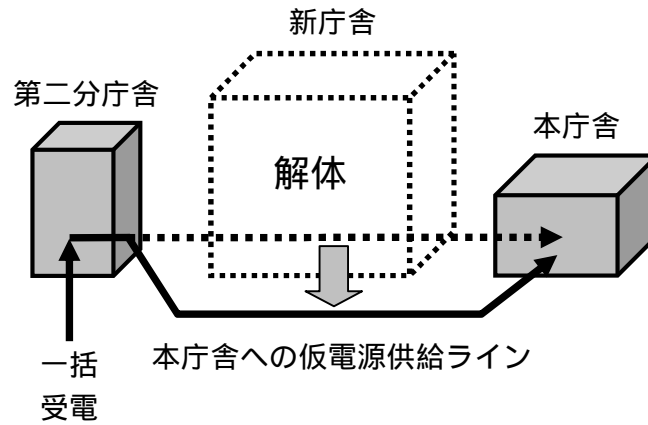 新庁舎
第二分庁舎
本庁舎
解体
本庁舎への仮電源供給ライン
一括
受電